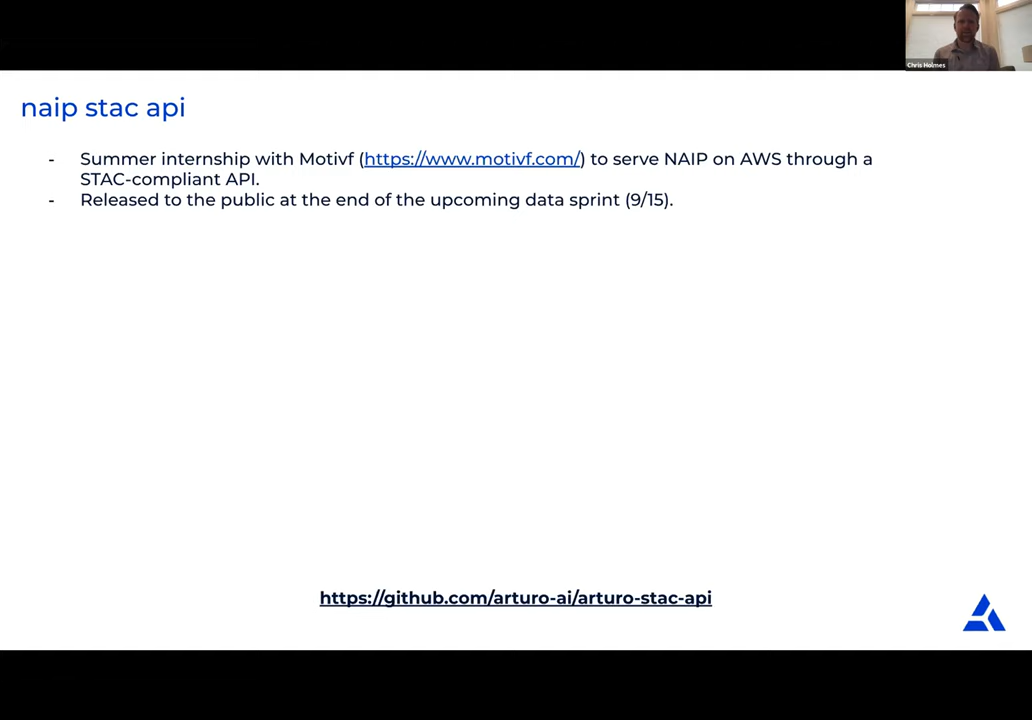 Chris Holmes
naip stac api
- Summer internship with Motivf (https://www.motivf.com/) to serve NAIP on AWS through a
STAC-compliant API.
- Released to the public at the end of the upcoming data sprint (9/15).
https://github.com/arturo-ai/arturo-stac-api